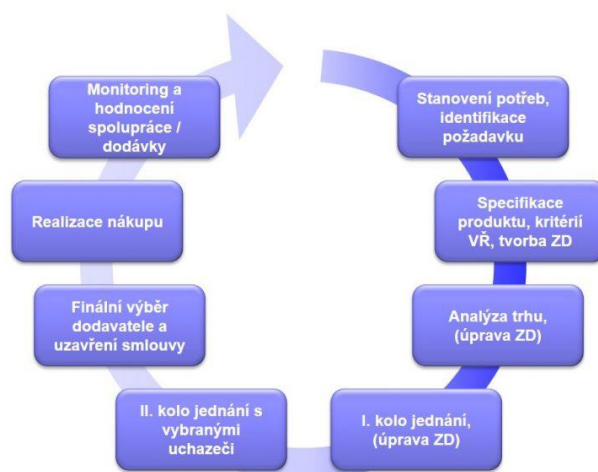 Stanovení potřeb,
identifikace
požadavku
Specifikace
produktu, kritérií
VŘ, tvorba ZD
Analýza trhu,
(úprava ZD)
I. kolo jednání,
(úprava ZD)
II. kolo jednání s
vybranými
uchazeči
Finální výběr
dodavatele a
uzavření smlouvy
Realizace nákupu
Monitoring a
hodnocení
spolupráce /
dodávky